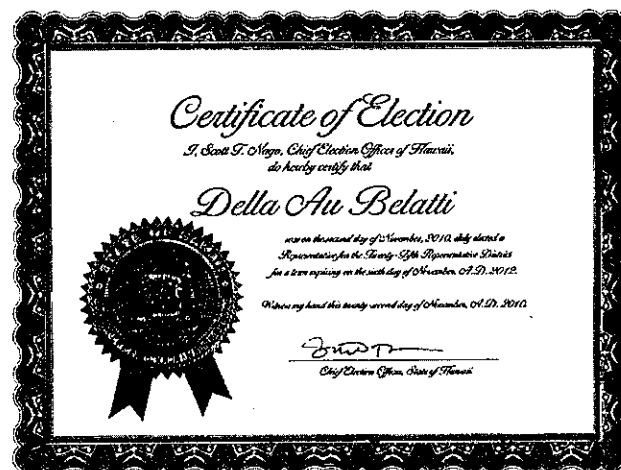 Certificate of Election
I, Scott T. Nago, Chief Election Officer of Hawaii,
do hereby certify that
Della Au Belatti
was on the second day of November, 2010, duly elected a
Representative for the Twenty-Fifth Representative District
for a term expiring on the sixth day of November, A.D. 2012.
Witness my hand this twenty-second day of November, A.D. 2010.
Chief Election Officer, State of Hawaii